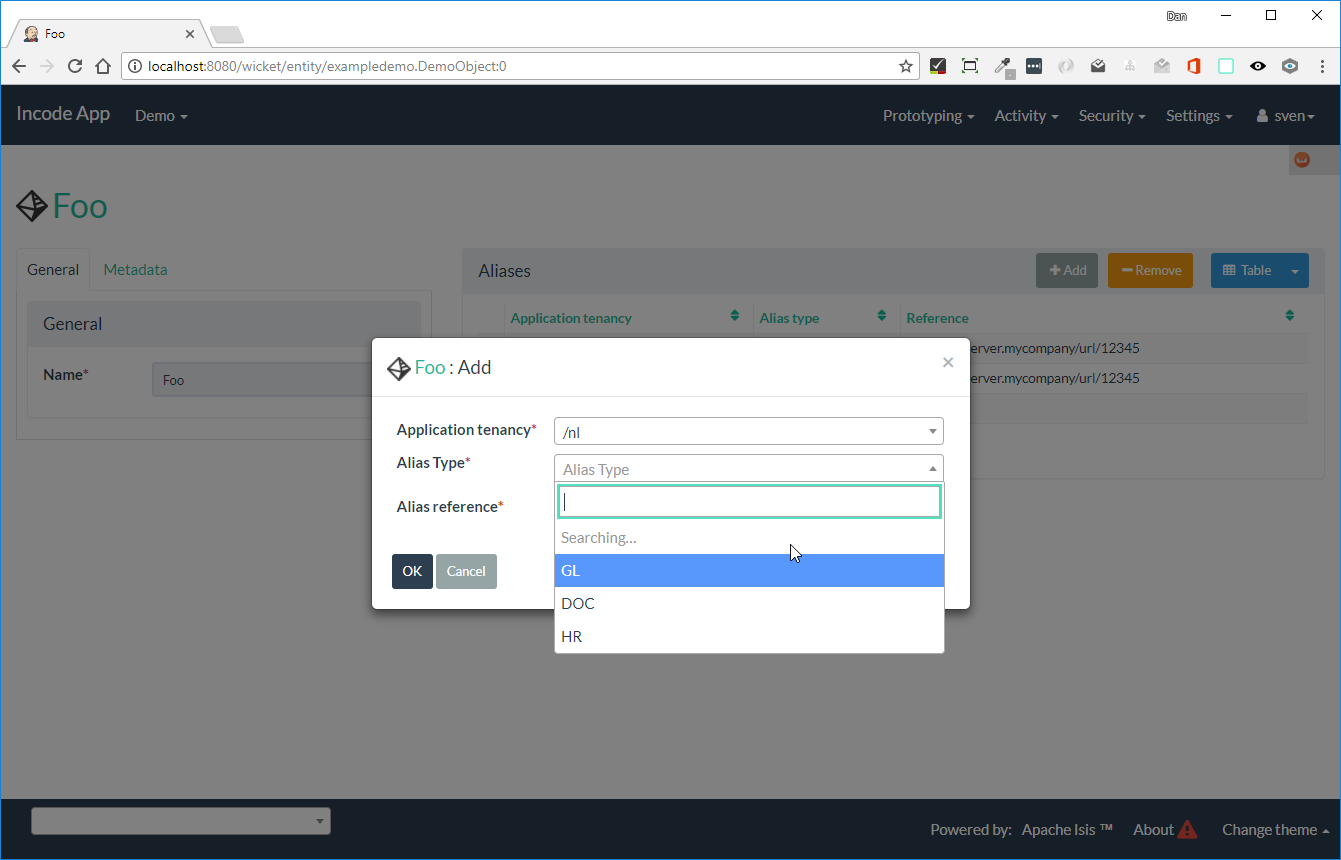 Dan
Foo
localhost:8080/wicket/entity/exampledemo.DemoObject:0
Incode App Demo Prototyping Activity Security Settings sven
Foo
General Metadata
Aliases Add Remove Table
General
Application tenancy Alias type Reference
erver.mycompany/url/12345
Name* Foo
erver.mycompany/url/12345
Foo : Add
Application tenancy* /nl
Alias Type* Alias Type
Alias reference*
Searching...
OK Cancel
GL
DOC
HR
Powered by: Apache Isis ™ About Change theme